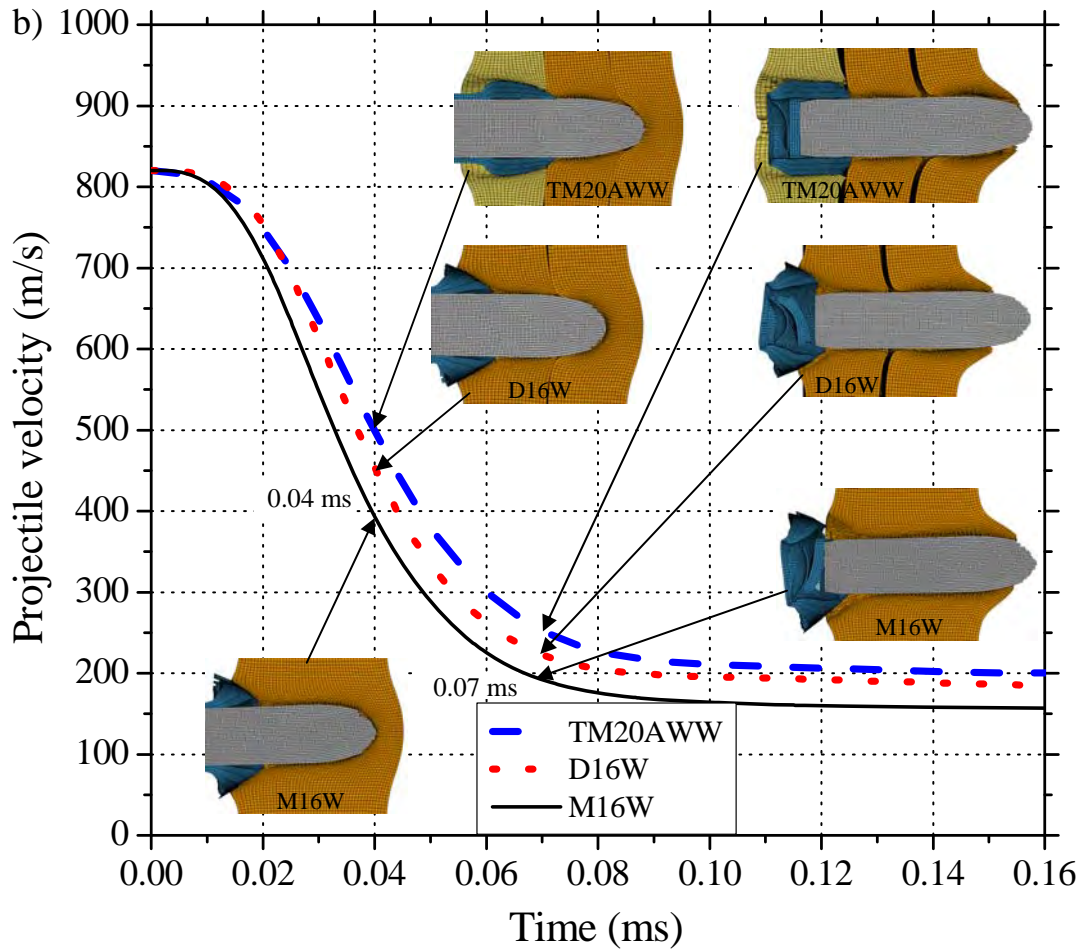 b)
1000
900
800
700
600
500
400
300
200
100
0
Projectile velocity (m/s)
TM20AWW
TM20AWW
D16W
D16W
0.04 ms
M16W
0.07 ms
M16W
TM20AWW
D16W
M16W
0.00 0.02 0.04 0.06 0.08 0.10 0.12 0.14 0.16
Time (ms)